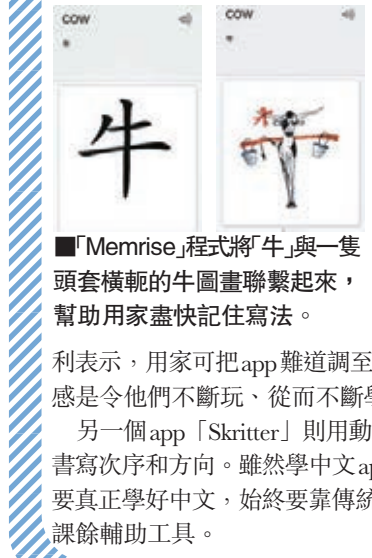 cow
cow
牛
■「Memrise」程式將「牛」與一隻
頭套橫軛的牛圖畫聯繫起來，
幫助用家盡快記住寫法。
利表示，用家可把app難道調至
感是令他們不斷玩、從而不斷學
另一個app「Skritter」則用動
書寫次序和方向。雖然學中文ap
要真正學好中文，始終要靠傳統
課餘輔助工具。